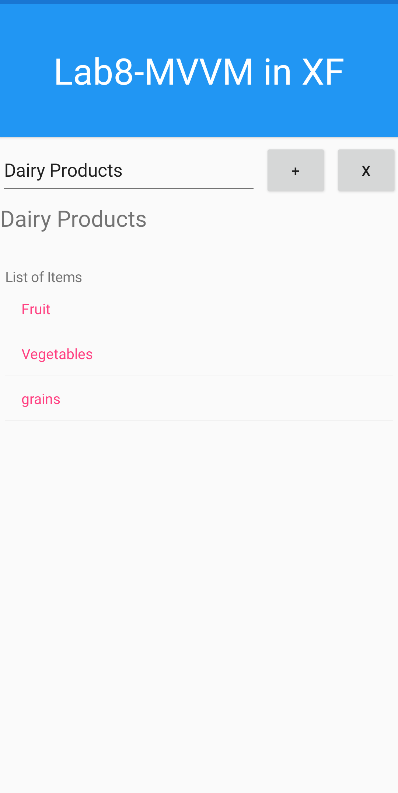 Lab8-MVVM in XF
Dairy Products + X
Dairy Products
List of Items
Fruit
Vegetables
grains